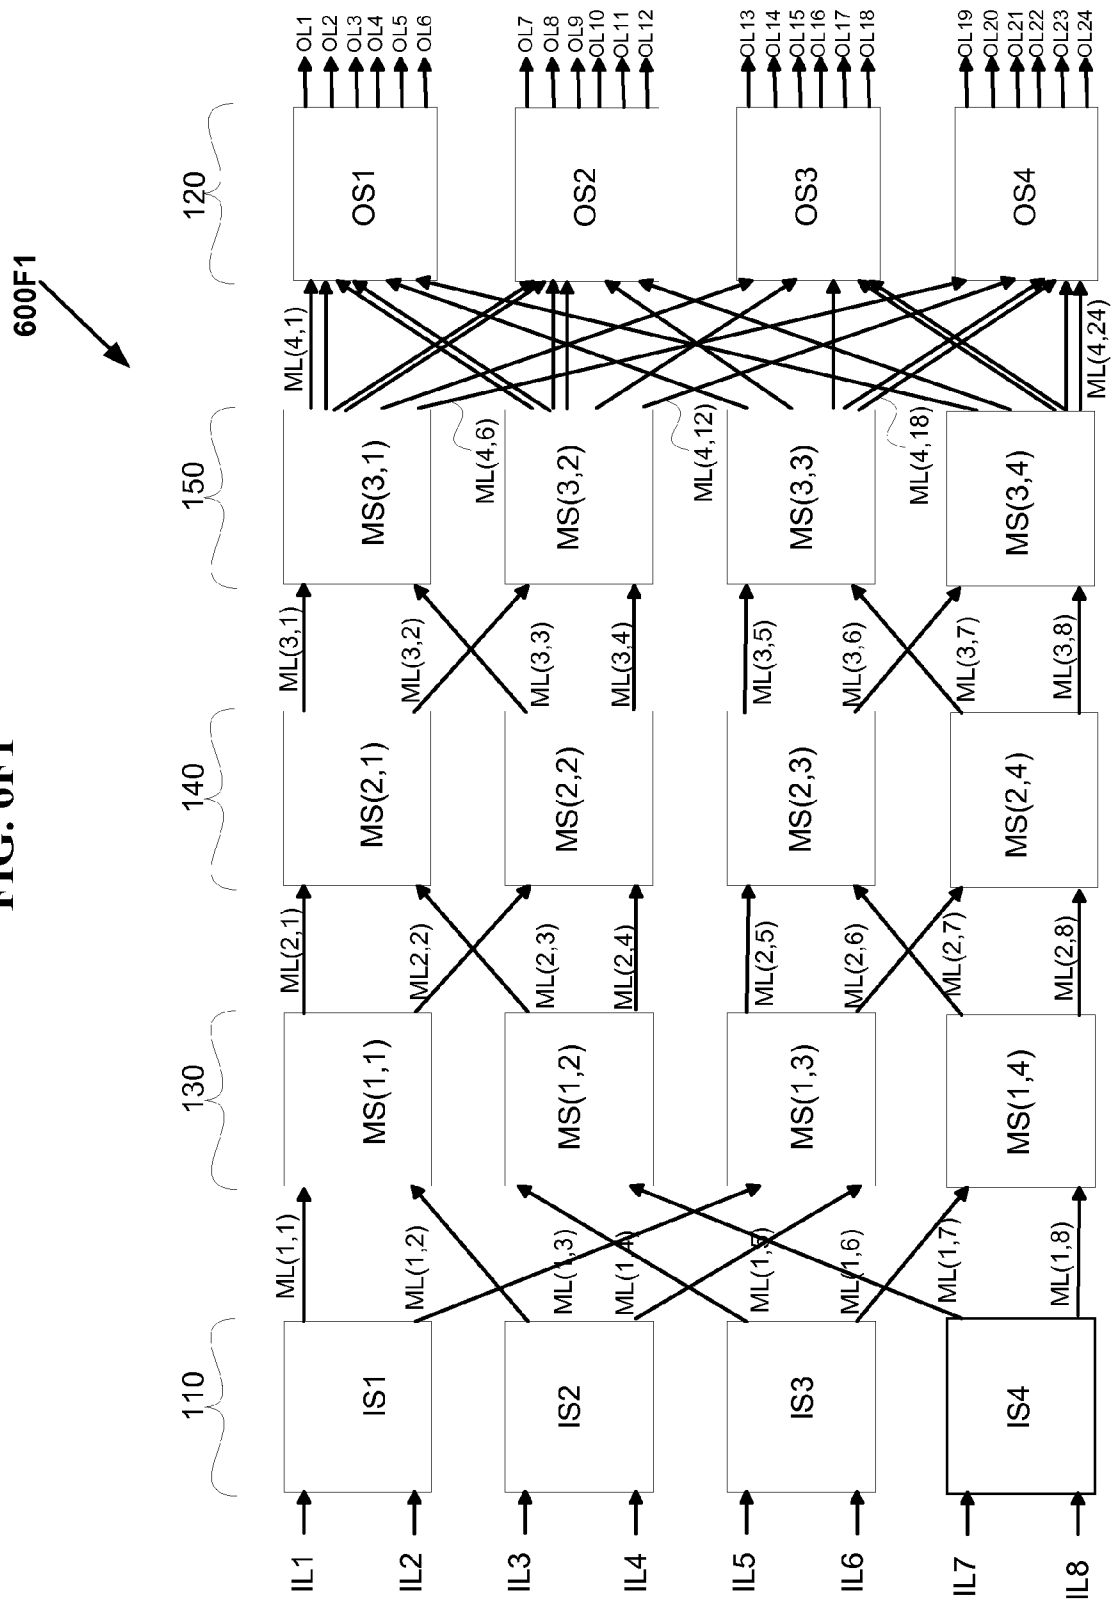 FIG. 6F1
600F1
110
130
140
150
120
IL1
IL2
IL3
IL4
IL5
IL6
IL7
IL8
IS1
IS2
IS3
IS4
ML(1,1)
ML(1,2)
ML(1,3)
ML(1,4)
ML(1,5)
ML(1,6)
ML(1,7)
ML(1,8)
MS(1,1)
MS(1,2)
MS(1,3)
MS(1,4)
ML(2,1)
ML2,2)
ML(2,3)
ML(2,4)
ML(2,5)
ML(2,6)
ML(2,7)
ML(2,8)
MS(2,1)
MS(2,2)
MS(2,3)
MS(2,4)
ML(3,1)
ML(3,2)
ML(3,3)
ML(3,4)
ML(3,5)
ML(3,6)
ML(3,7)
ML(3,8)
MS(3,1)
MS(3,2)
MS(3,3)
MS(3,4)
ML(4,1)
ML(4,6)
ML(4,12)
ML(4,18)
ML(4,24)
OS1
OS2
OS3
OS4
OL1
OL2
OL3
OL4
OL5
OL6
OL7
OL8
OL9
OL10
OL11
OL12
OL13
OL14
OL15
OL16
OL17
OL18
OL19
OL20
OL21
OL22
OL23
OL24